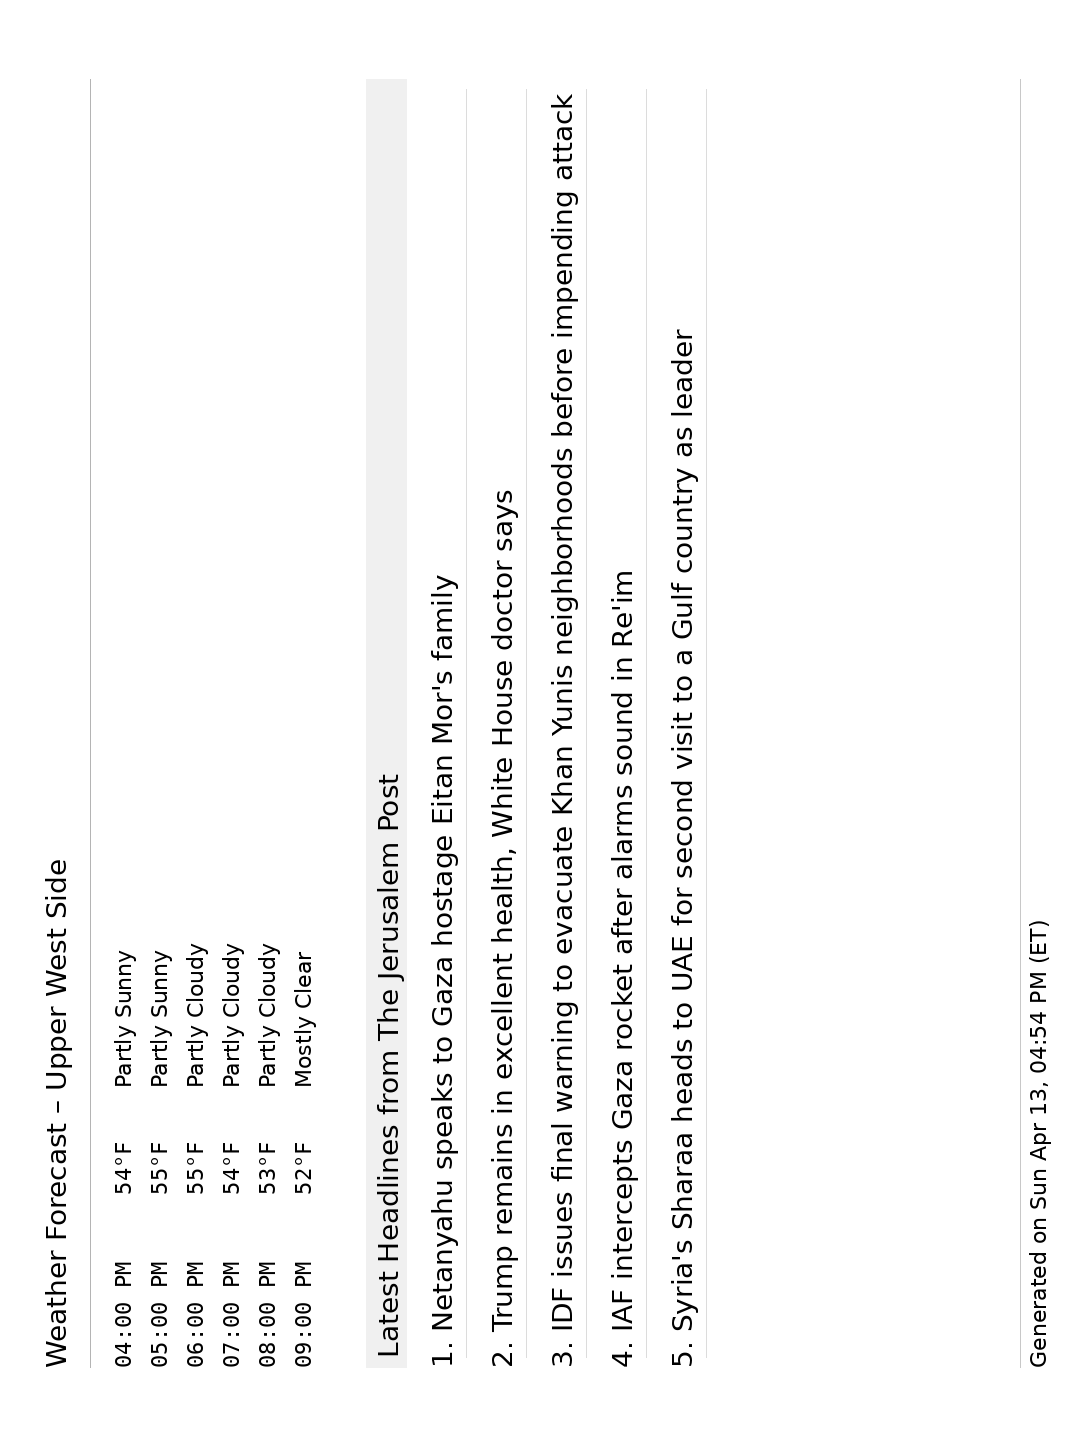 Weather Forecast – Upper West Side
04:00 PM 54°F Partly Sunny
05:00 PM 55°F Partly Sunny
06:00 PM 55°F Partly Cloudy
07:00 PM 54°F Partly Cloudy
08:00 PM 53°F Partly Cloudy
09:00 PM 52°F Mostly Clear
Latest Headlines from The Jerusalem Post
1. Netanyahu speaks to Gaza hostage Eitan Mor's family
2. Trump remains in excellent health, White House doctor says
3. IDF issues final warning to evacuate Khan Yunis neighborhoods before impending attack
4. IAF intercepts Gaza rocket after alarms sound in Re'im
5. Syria's Sharaa heads to UAE for second visit to a Gulf country as leader
Generated on Sun Apr 13, 04:54 PM (ET)